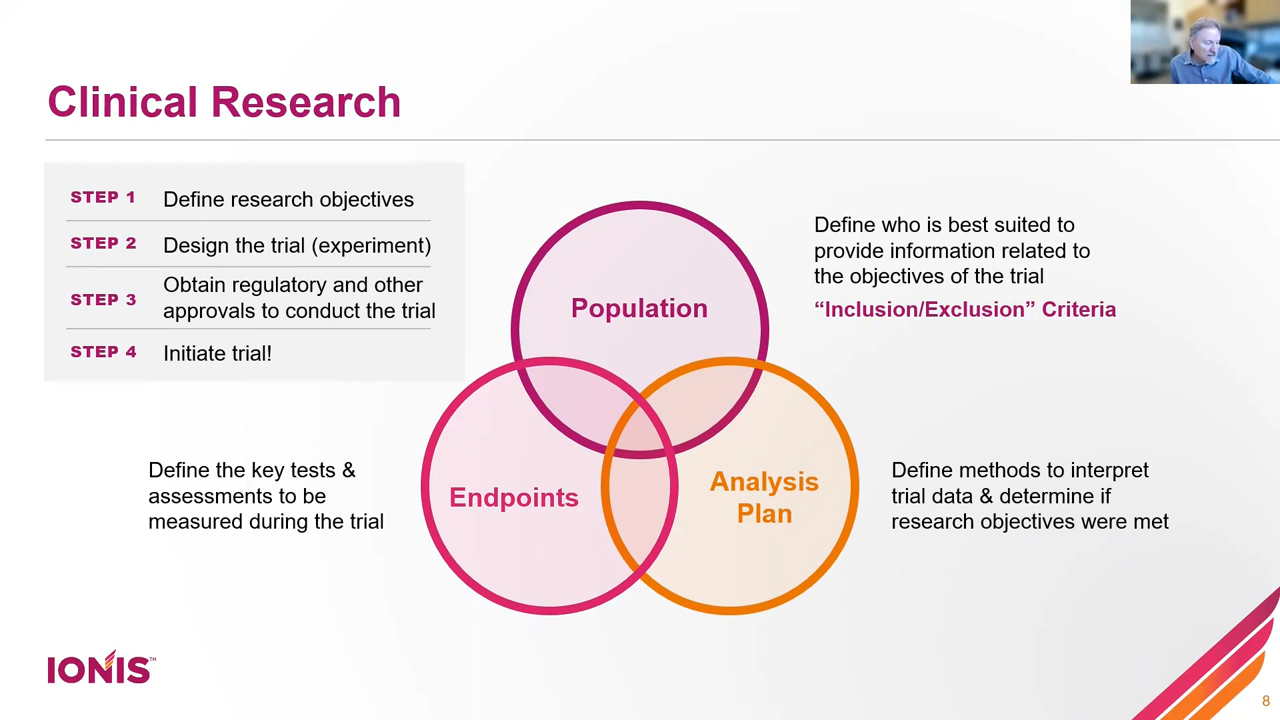 Clinical Research
STEP 1 Define research objectives
STEP 2 Design the trial (experiment)
STEP 3 Obtain regulatory and other
approvals to conduct the trial
STEP 4 Initiate trial!
Population
Define who is best suited to
provide information related to
the objectives of the trial
“Inclusion/Exclusion” Criteria
Define the key tests &
assessments to be
measured during the trial
Endpoints
Analysis
Plan
Define methods to interpret
trial data & determine if
research objectives were met
IONIS™
8